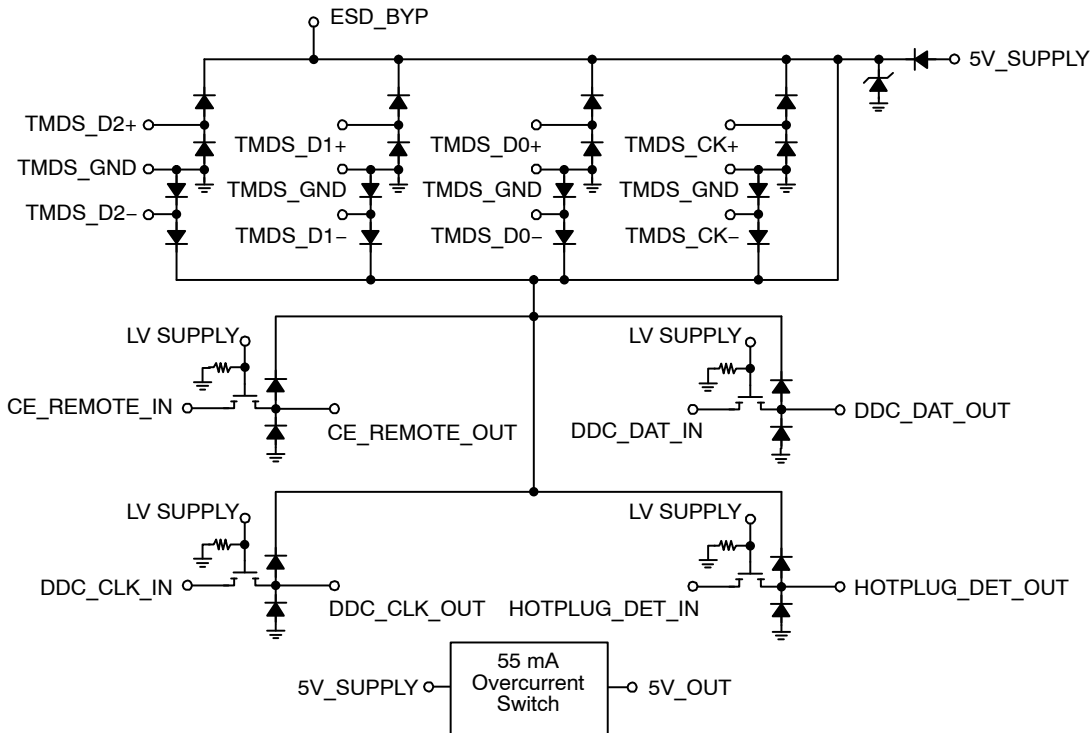 ESD_BYP
5V_SUPPLY
TMDS_D2+
TMDS_D1+
TMDS_D0+
TMDS_CK+
TMDS_GND
TMDS_GND
TMDS_GND
TMDS_GND
TMDS_D2−
TMDS_D1−
TMDS_D0−
TMDS_CK−
LV SUPPLY
LV SUPPLY
CE_REMOTE_IN
CE_REMOTE_OUT
DDC_DAT_IN
DDC_DAT_OUT
LV SUPPLY
LV SUPPLY
DDC_CLK_IN
DDC_CLK_OUT
HOTPLUG_DET_IN
HOTPLUG_DET_OUT
5V_SUPPLY
55 mA
Overcurrent
Switch
5V_OUT